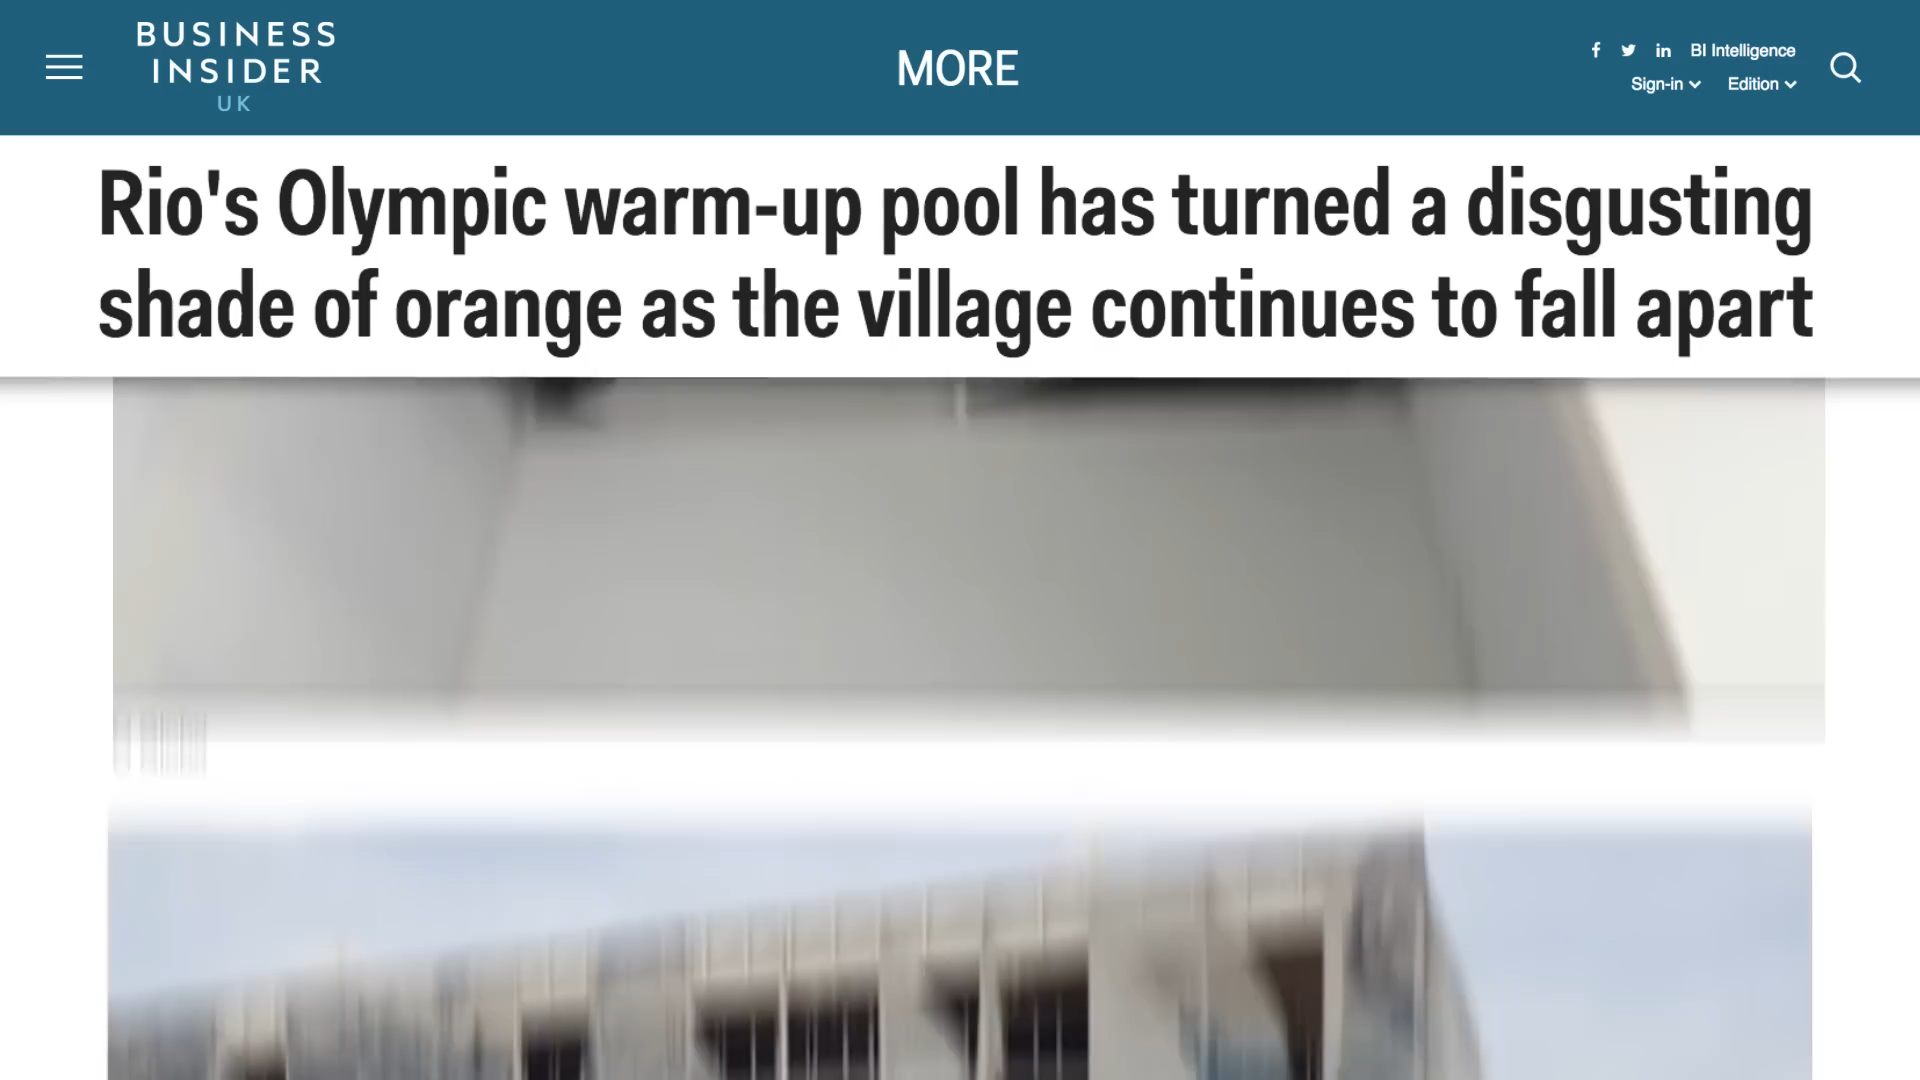 BUSINESS
INSIDER
UK
MORE
BI Intelligence
Sign-in
Edition
Rio's Olympic warm-up pool has turned a disgusting
shade of orange as the village continues to fall apart